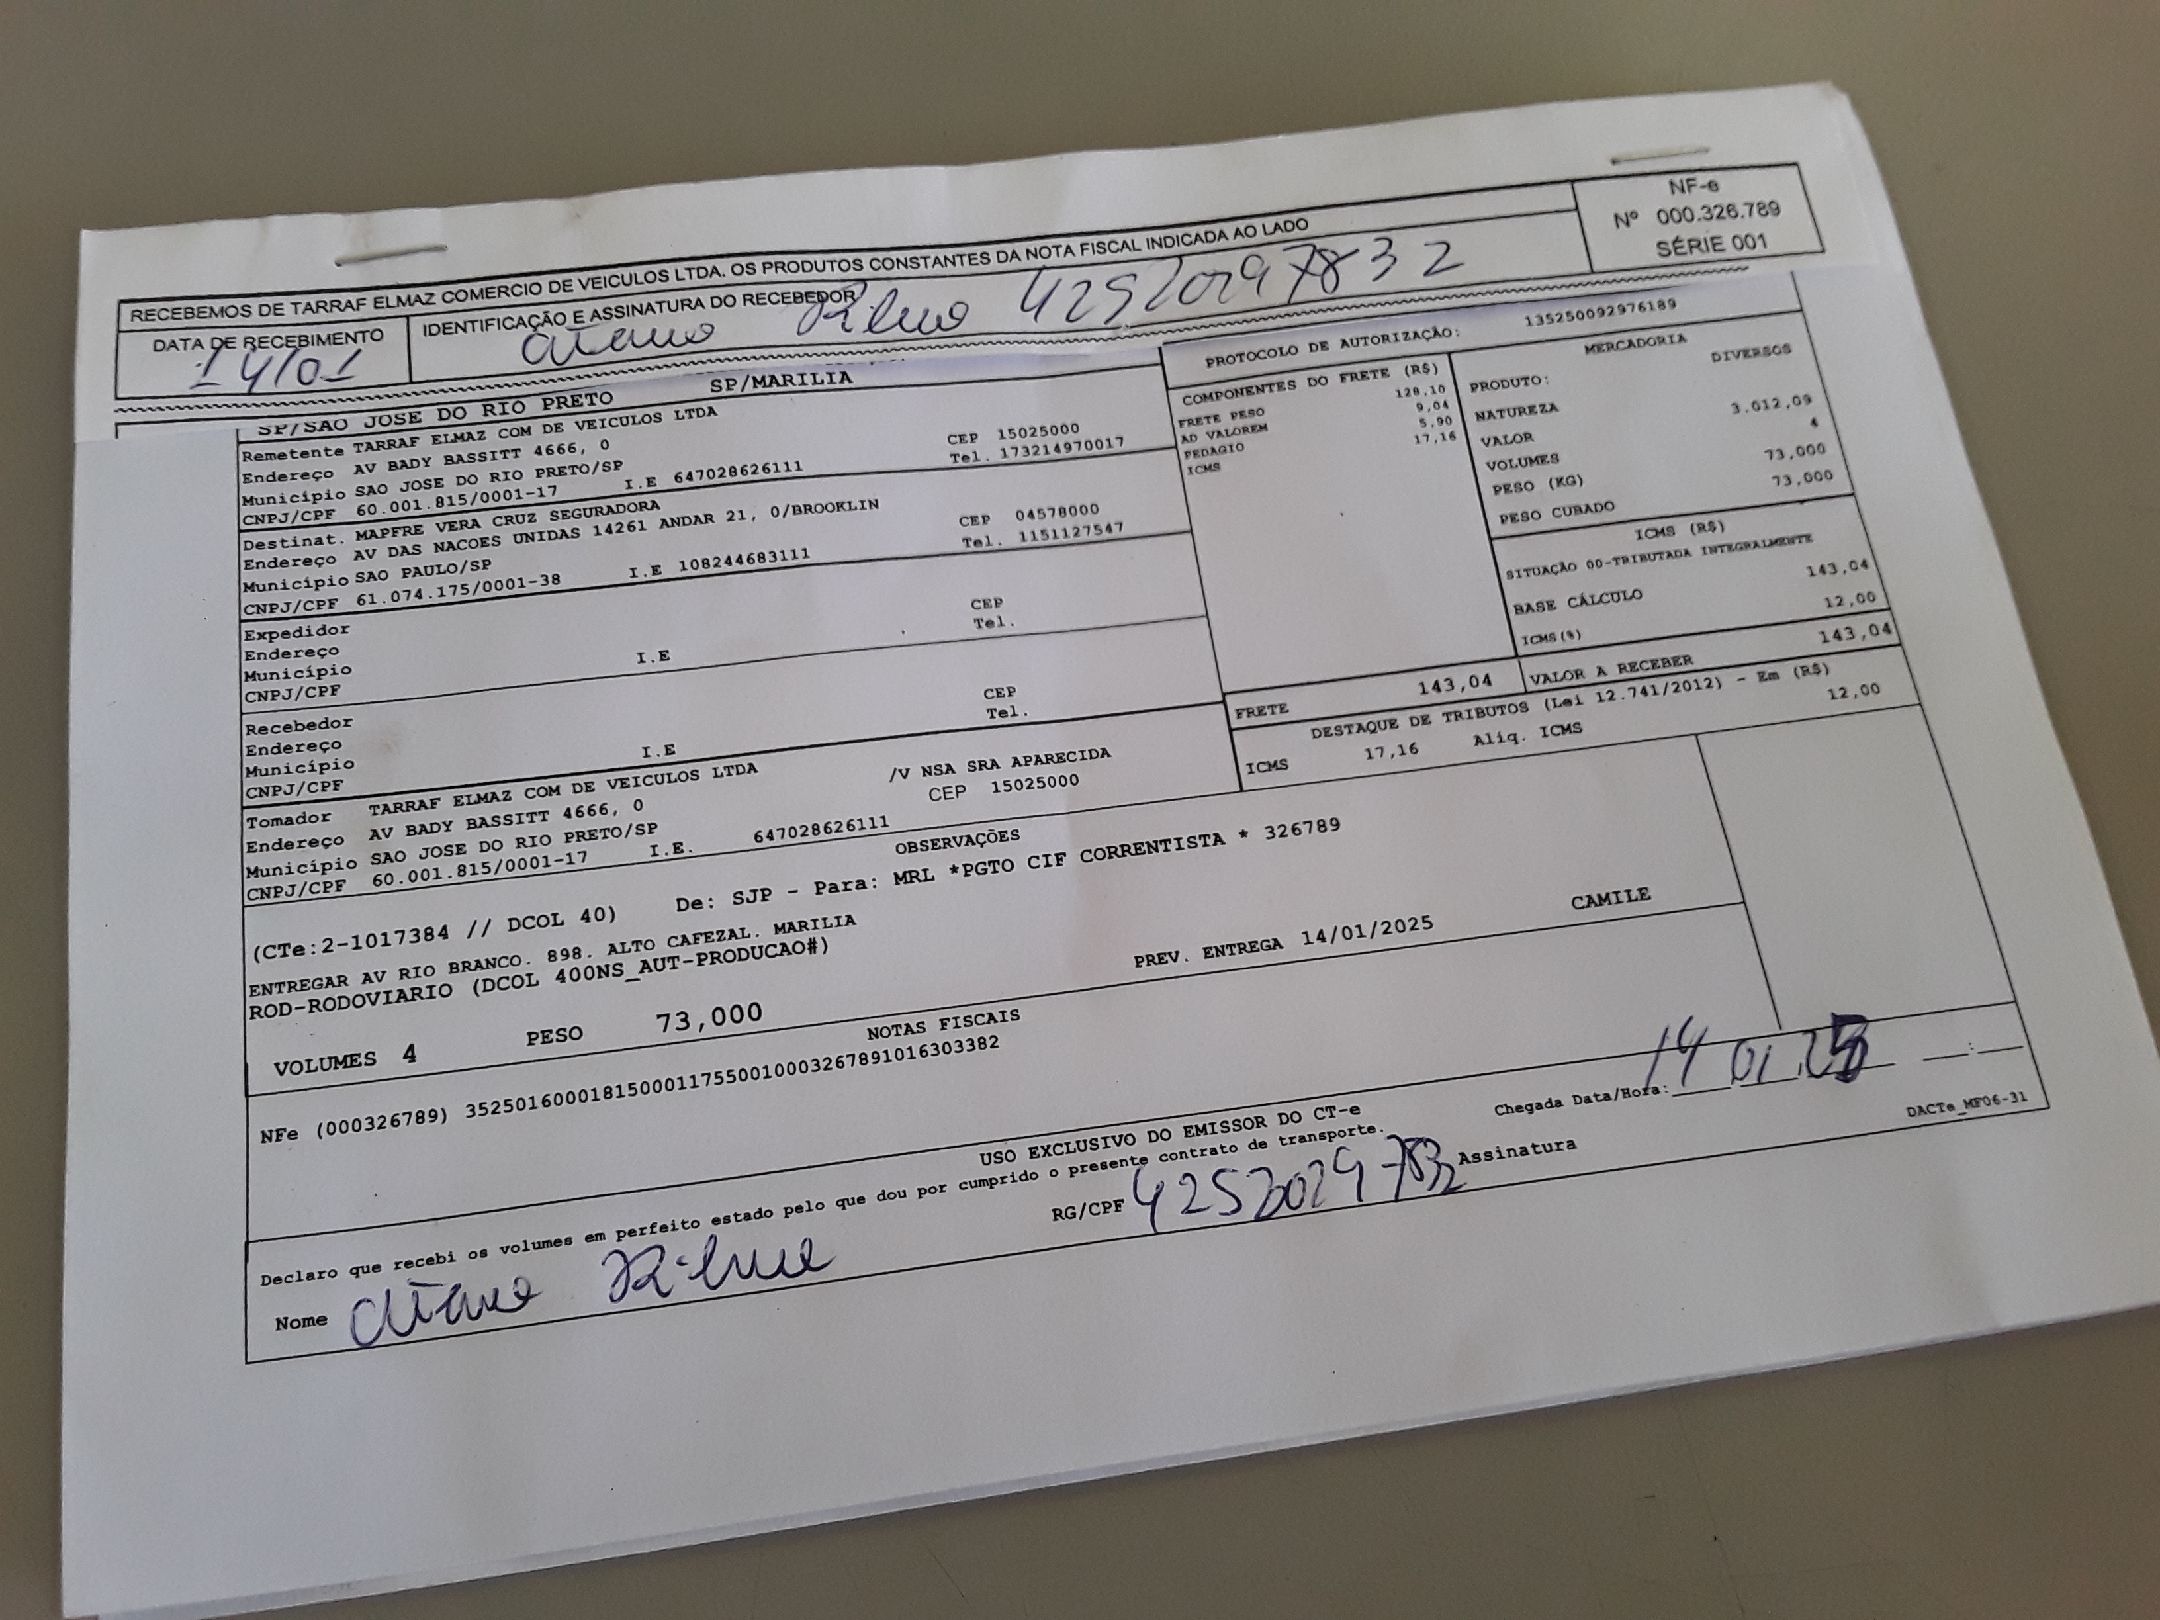 RECEBEMOS DE TARRAF ELMAZ COMERCIO DE VEICULOS LTDA. OS PRODUTOS CONSTANTES DA NOTA FISCAL INDICADA AO LADO
NF-e
Nº 000.326.789
SÉRIE 001
DATA DE RECEBIMENTO
14/01
IDENTIFICAÇÃO E ASSINATURA DO RECEBEDOR
SP/SAO JOSE DO RIO PRETO SP/MARILIA
Remetente TARRAF ELMAZ COM DE VEICULOS LTDA
Endereço AV BADY BASSITT 4666, 0 CEP 15025000
Município SAO JOSE DO RIO PRETO/SP Tel. 173214970017
CNPJ/CPF 60.001.815/0001-17 I.E 647028626111
Destinat. MAPFRE VERA CRUZ SEGURADORA
Endereço AV DAS NACOES UNIDAS 14261 ANDAR 21, 0/BROOKLIN CEP 04578000
Município SAO PAULO/SP Tel. 1151127547
CNPJ/CPF 61.074.175/0001-38 I.E 108244683111
Expedidor
Endereço CEP
Município Tel.
CNPJ/CPF I.E
Recebedor
Endereço CEP
Município Tel.
CNPJ/CPF I.E
Tomador TARRAF ELMAZ COM DE VEICULOS LTDA
Endereço AV BADY BASSITT 4666, 0 /V NSA SRA APARECIDA
Município SAO JOSE DO RIO PRETO/SP CEP 15025000
CNPJ/CPF 60.001.815/0001-17 I.E. 647028626111
PROTOCOLO DE AUTORIZAÇÃO: 135250092976189
COMPONENTES DO FRETE (R$)
FRETE PESO 128,10
AD VALOREM 9,04
PEDAGIO 5,90
ICMS 17,16
MERCADORIA
PRODUTO: DIVERSOS
NATUREZA
VALOR 3.012,09
VOLUMES 4
PESO (KG) 73,000
PESO CUBADO 73,000
ICMS (R$)
SITUAÇÃO 00-TRIBUTADA INTEGRALMENTE
BASE CÁLCULO 143,04
ICMS(%) 12,00
FRETE 143,04 VALOR A RECEBER 143,04
DESTAQUE DE TRIBUTOS (Lei 12.741/2012) - Em (R$)
ICMS 17,16 Aliq. ICMS 12,00
OBSERVAÇÕES
(CTe:2-1017384 // DCOL 40) De: SJP - Para: MRL *PGTO CIF CORRENTISTA * 326789
ENTREGAR AV RIO BRANCO. 898. ALTO CAFEZAL. MARILIA
ROD-RODOVIARIO (DCOL 400NS_AUT-PRODUCAO#)
PREV. ENTREGA 14/01/2025 CAMILE
VOLUMES 4 PESO 73,000
NOTAS FISCAIS
NFe (000326789) 35250160001815000117550010003267891016303382
USO EXCLUSIVO DO EMISSOR DO CT-e
Chegada Data/Hora: 14 01 25 __:__
Declaro que recebi os volumes em perfeito estado pelo que dou por cumprido o presente contrato de transporte.
DACTe_MF06-31
Nome
RG/CPF
Assinatura